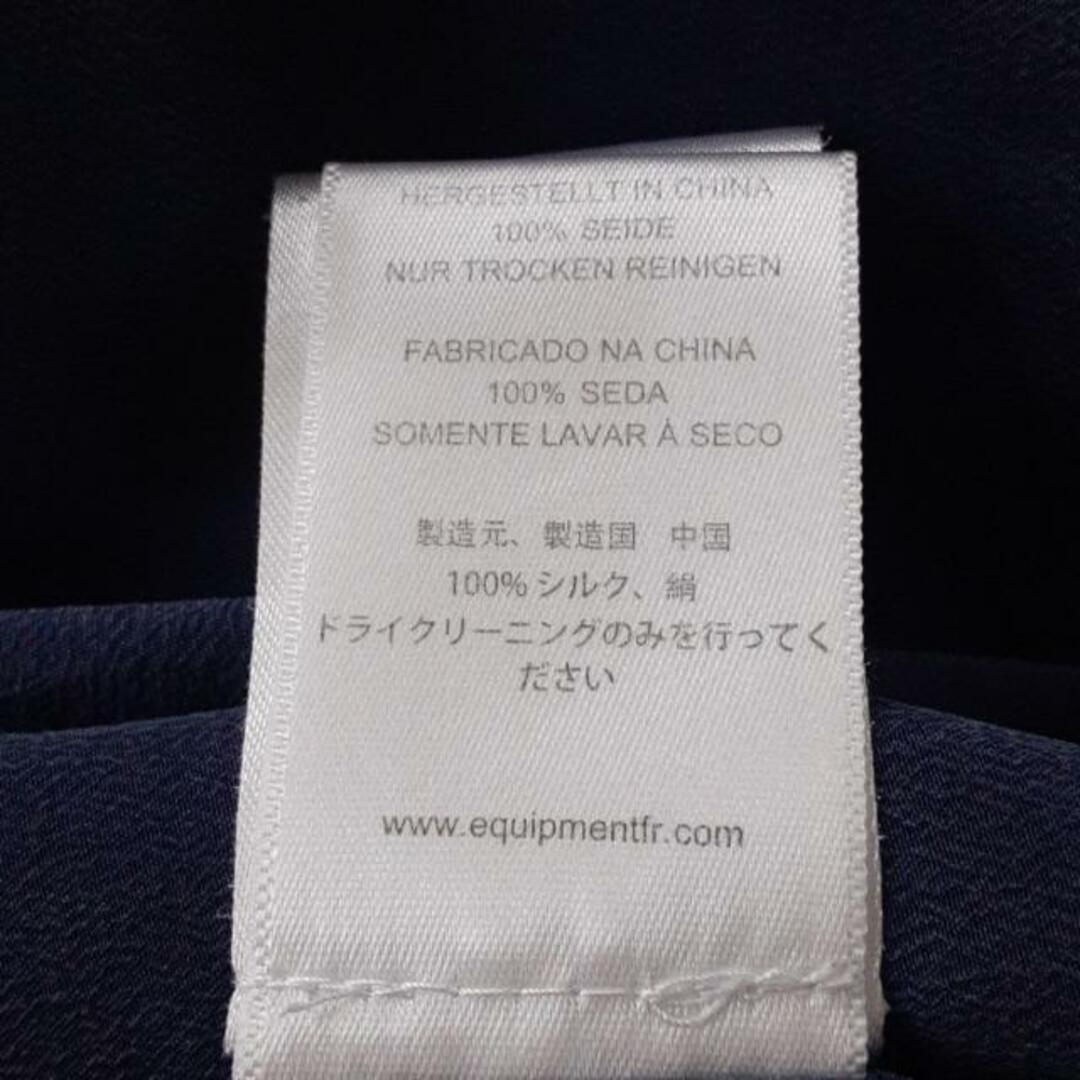 HERGESTELLT IN CHINA
100% SEIDE
NUR TROCKEN REINIGEN
FABRICADO NA CHINA
100% SEDA
SOMENTE LAVAR À SECO
製造元、製造国　中国
100% シルク、絹
ドライクリーニングのみを行ってく
ださい
www.equipmentfr.com